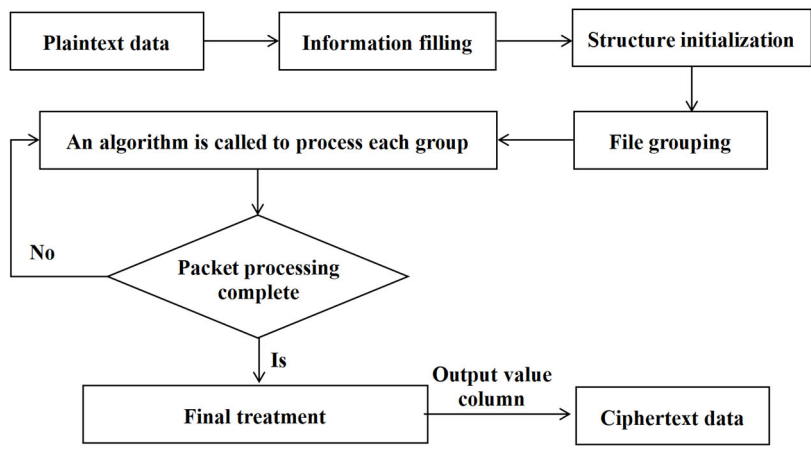 Plaintext data
Information filling
Structure initialization
An algorithm is called to process each group
File grouping
No
Packet processing
complete
Is
Output value
column
Final treatment
Ciphertext data